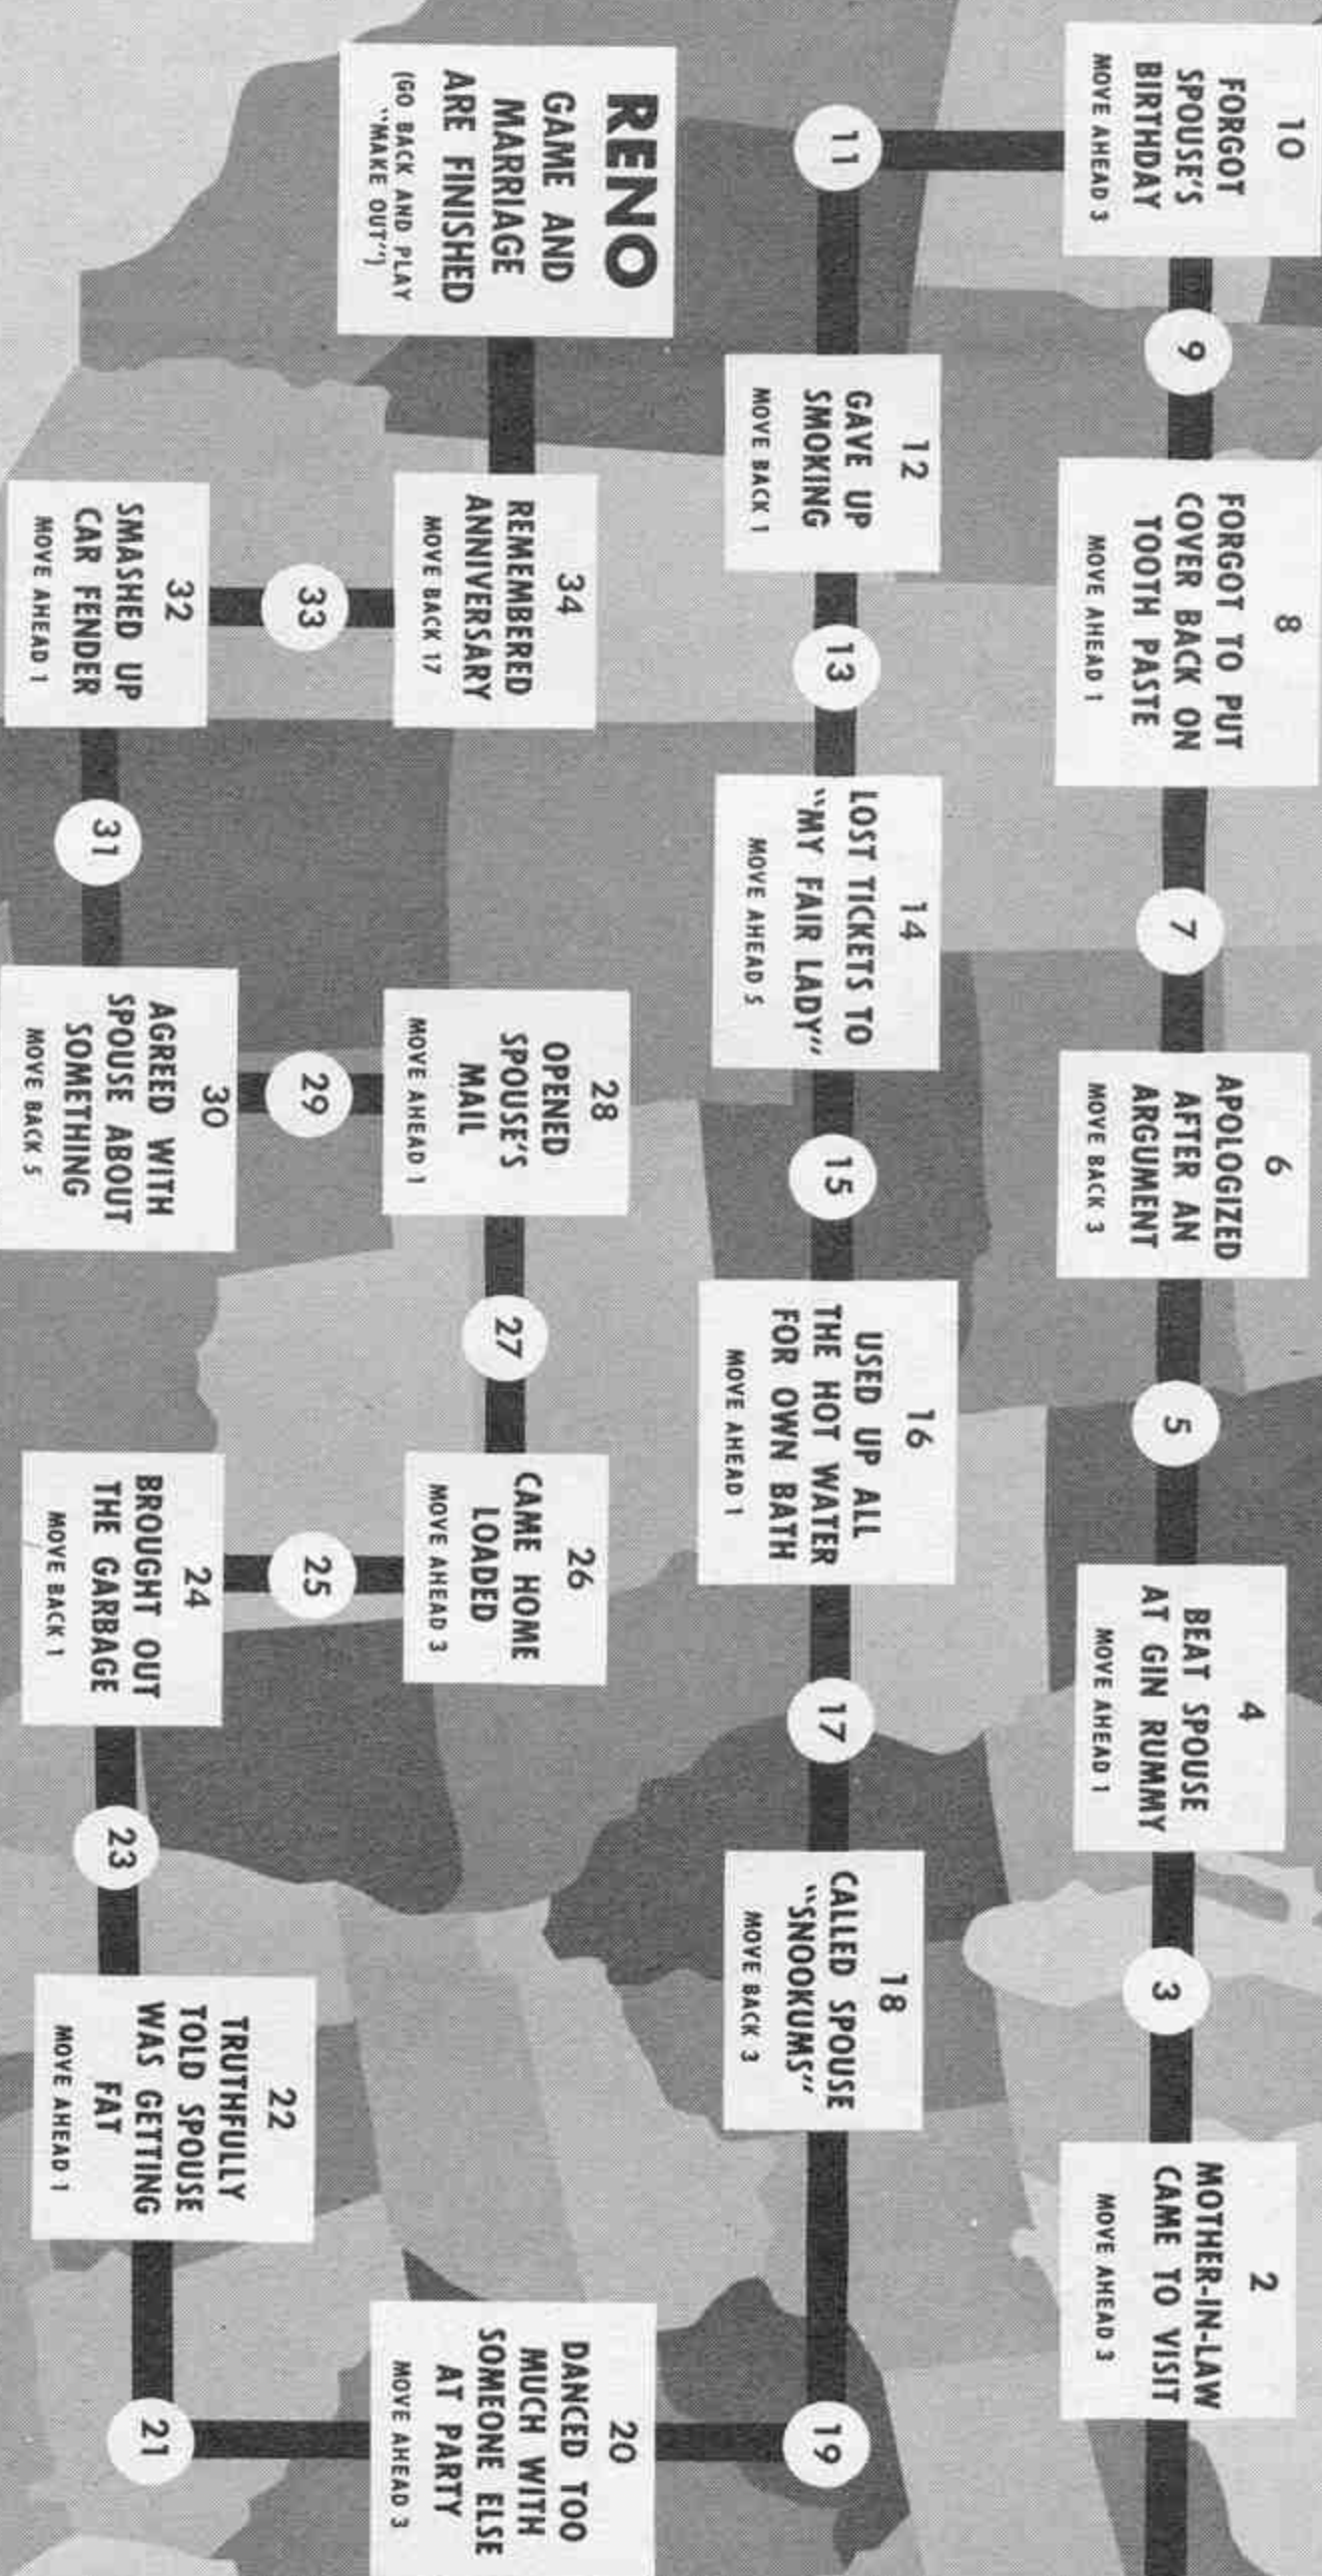 10
FORGOT
SPOUSE'S
BIRTHDAY
MOVE AHEAD 3
9
8
FORGOT TO PUT
COVER BACK ON
TOOTH PASTE
MOVE AHEAD 1
7
6
APOLOGIZED
AFTER AN
ARGUMENT
MOVE BACK 3
5
4
BEAT SPOUSE
AT GIN RUMMY
MOVE AHEAD 1
3
2
MOTHER-IN-LAW
CAME TO VISIT
MOVE AHEAD 3
11
12
GAVE UP
SMOKING
MOVE BACK 1
13
14
LOST TICKETS TO
"MY FAIR LADY"
MOVE AHEAD 5
15
16
USED UP ALL
THE HOT WATER
FOR OWN BATH
MOVE AHEAD 1
17
18
CALLED SPOUSE
"SNOOKUMS"
MOVE BACK 3
19
RENO
GAME AND
MARRIAGE
ARE FINISHED
(GO BACK AND PLAY
"MAKE OUT")
34
REMEMBERED
ANNIVERSARY
MOVE BACK 17
28
OPENED
SPOUSE'S
MAIL
MOVE AHEAD 1
27
26
CAME HOME
LOADED
MOVE AHEAD 3
20
DANCED TOO
MUCH WITH
SOMEONE ELSE
AT PARTY
MOVE AHEAD 3
33
29
25
32
SMASHED UP
CAR FENDER
MOVE AHEAD 1
31
30
AGREED WITH
SPOUSE ABOUT
SOMETHING
MOVE BACK 5
24
BROUGHT OUT
THE GARBAGE
MOVE BACK 1
23
22
TRUTHFULLY
TOLD SPOUSE
WAS GETTING
FAT
MOVE AHEAD 1
21